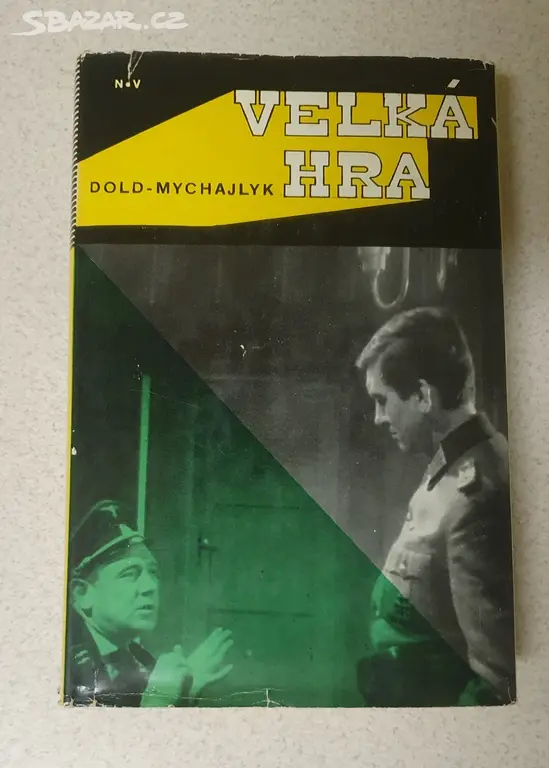 SBAZAR.CZ
N•V
VELKÁ
HRA
DOLD-MYCHAJLYK